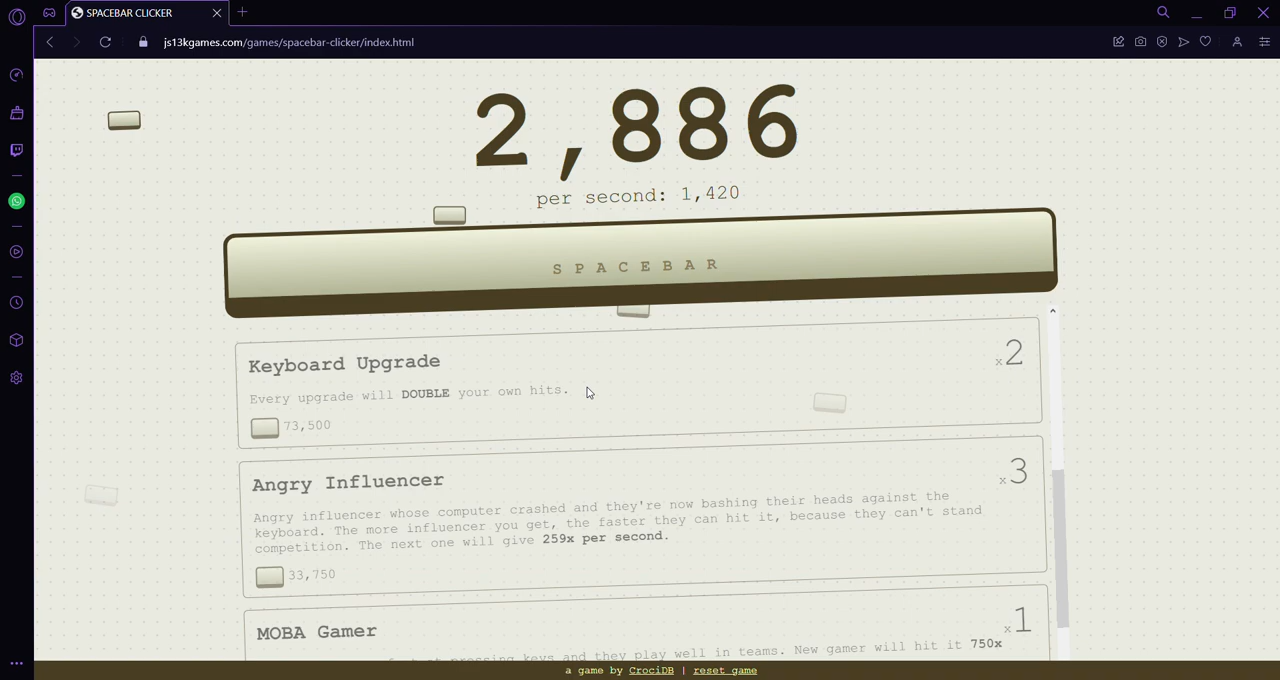 SPACEBAR CLICKER
js13kgames.com/games/spacebar-clicker/index.html
2,886
per second: 1,420
SPACEBAR
Keyboard Upgrade
x2
Every upgrade will DOUBLE your own hits.
73,500
Angry Influencer
x3
Angry influencer whose computer crashed and they're now bashing their heads against the
keyboard. The more influencer you get, the faster they can hit it, because they can't stand
competition. The next one will give 259x per second.
33,750
MOBA Gamer
x1
at pressing keys and they play well in teams. New gamer will hit it 750x
a game by CrociDB | reset game